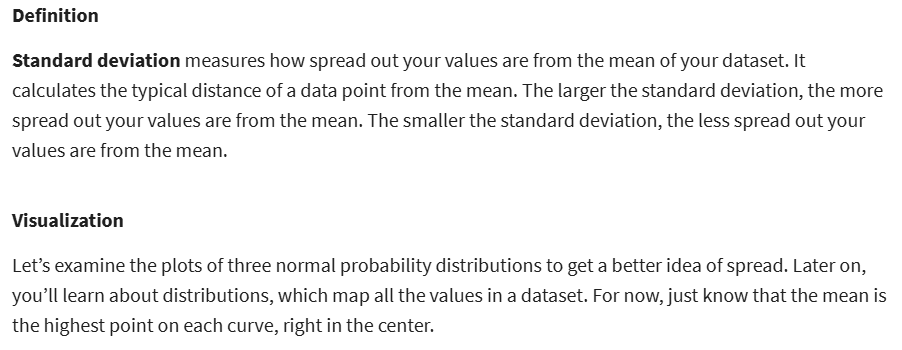 Definition
Standard deviation measures how spread out your values are from the mean of your dataset. It
calculates the typical distance of a data point from the mean. The larger the standard deviation, the more
spread out your values are from the mean. The smaller the standard deviation, the less spread out your
values are from the mean.
Visualization
Let’s examine the plots of three normal probability distributions to get a better idea of spread. Later on,
you’ll learn about distributions, which map all the values in a dataset. For now, just know that the mean is
the highest point on each curve, right in the center.